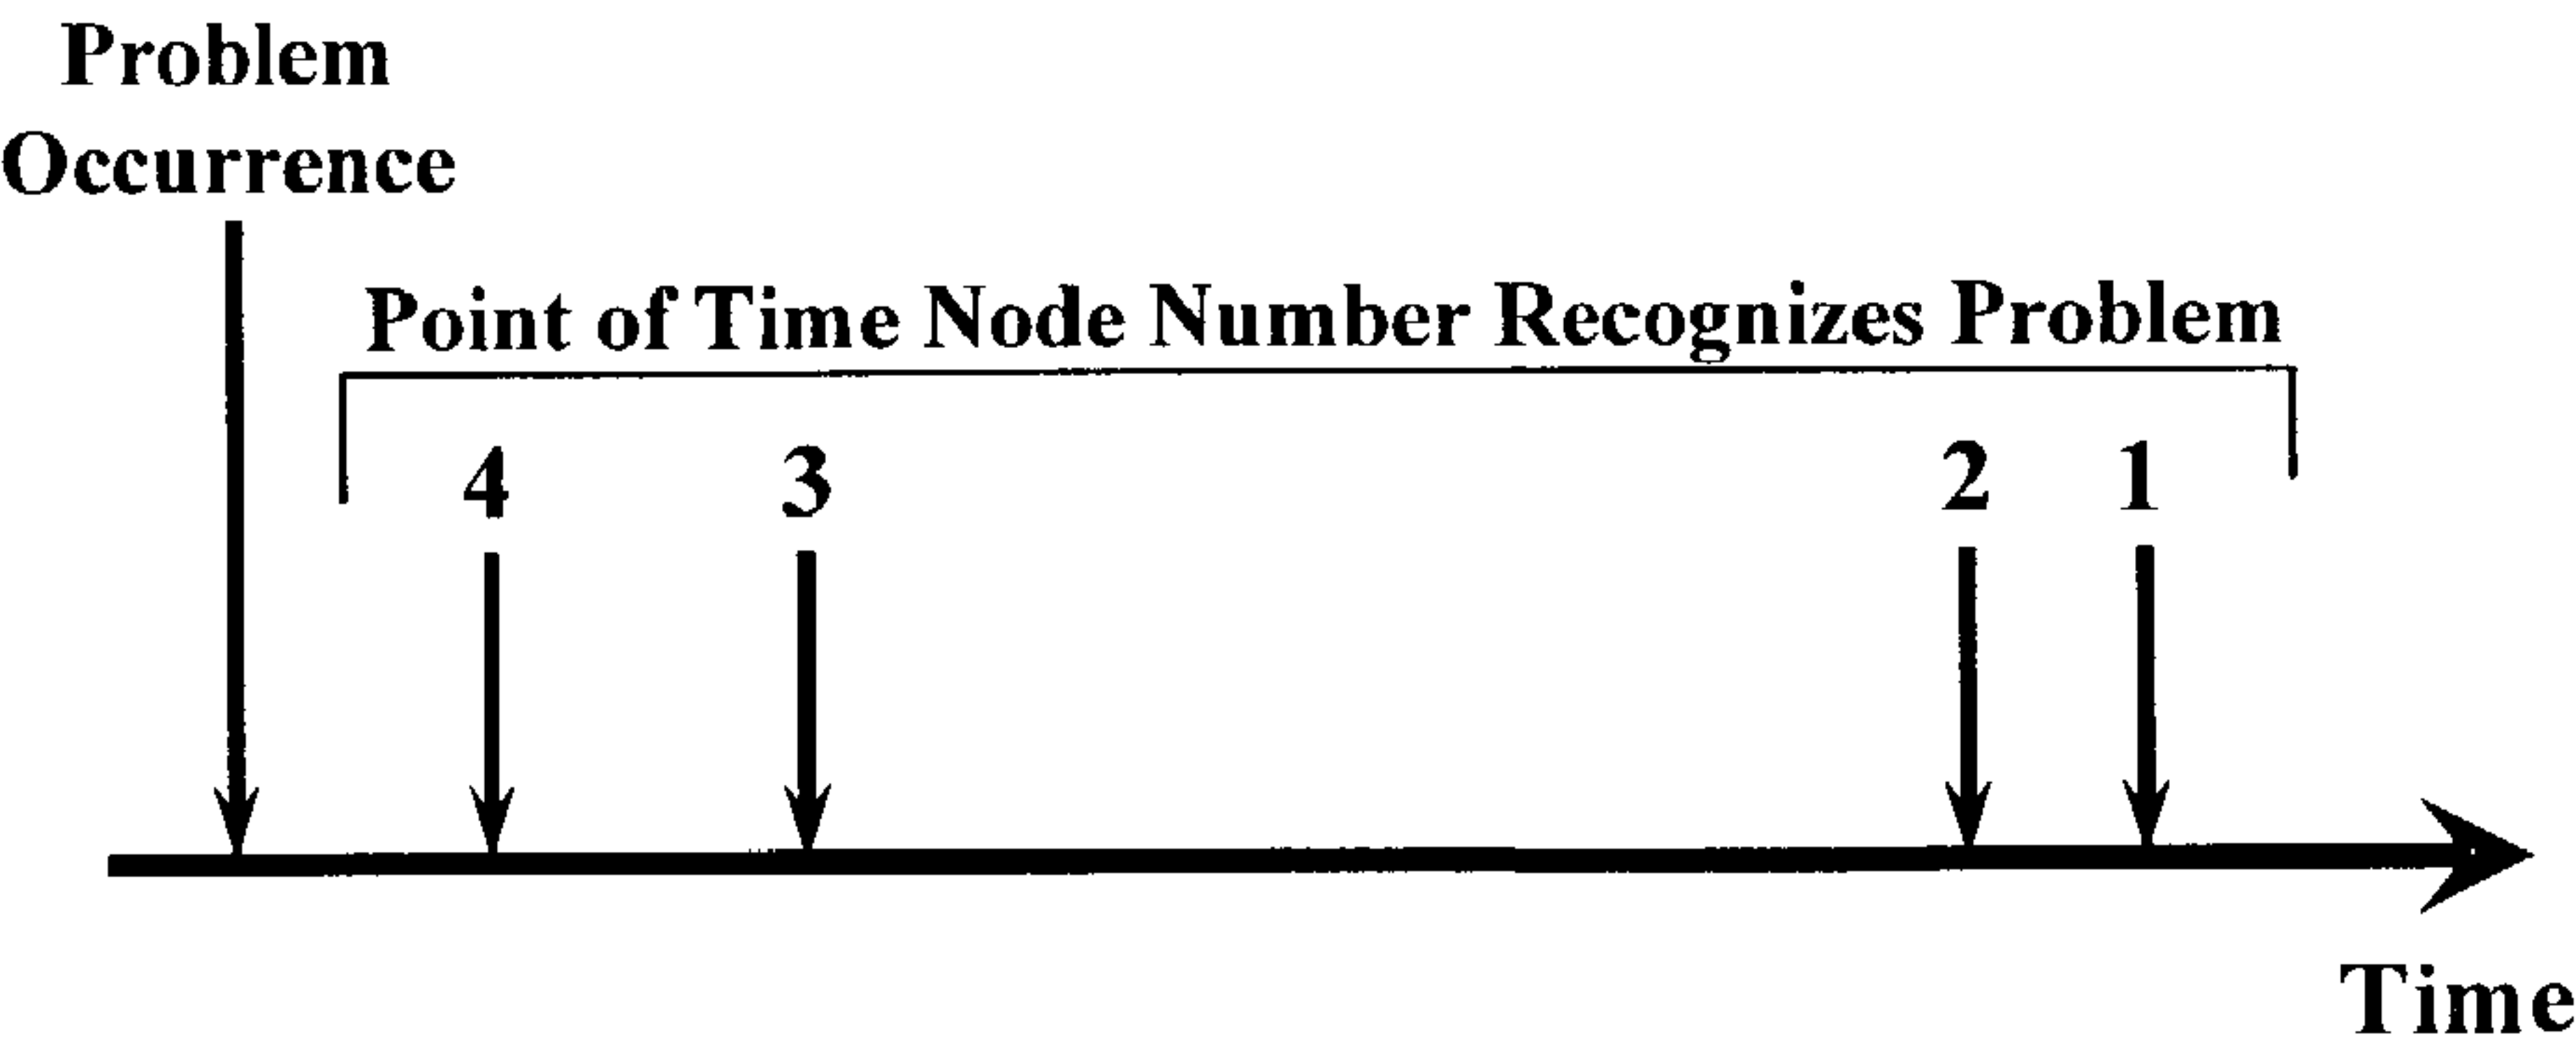 Problem
Occurrence
Point of Time Node Number Recognizes Problem
4 3 2 1
Time